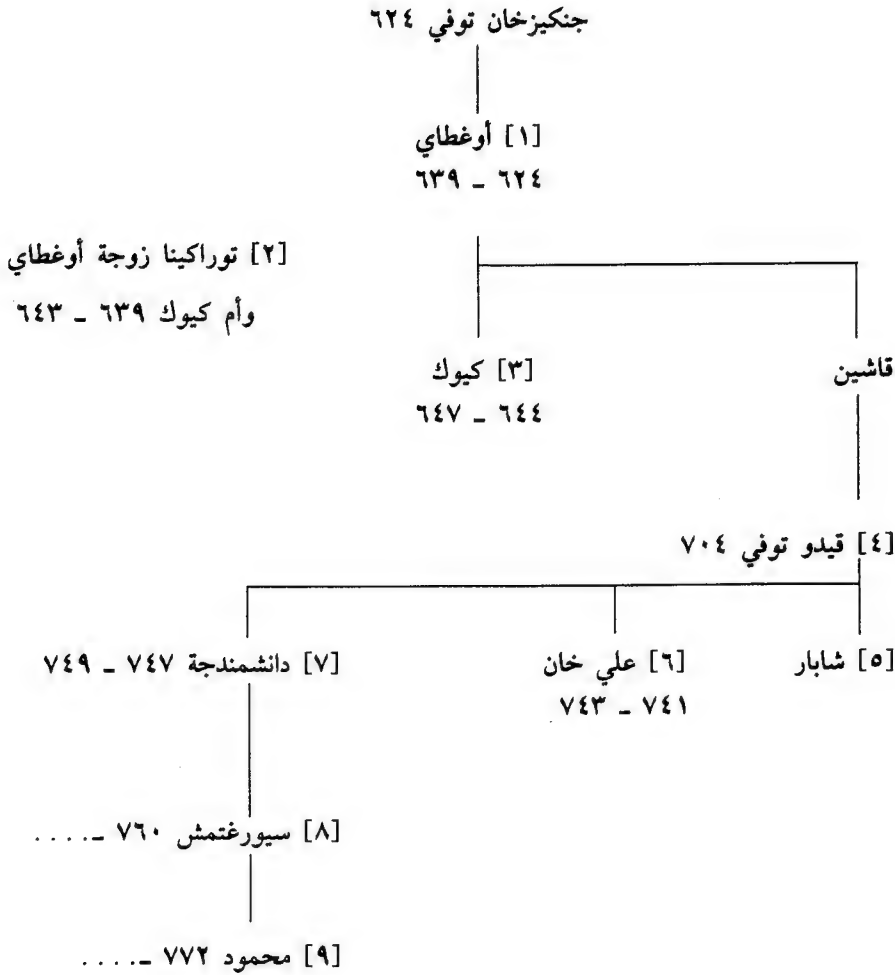 جنكيزخان توفي ٦٢٤
[١] أوغطاي
٦٢٤ ـ ٦٣٩
[٢] توراكينا زوجة أوغطاي
وأم كيوك ٦٣٩ ـ ٦٤٣
قاشين
[٣] كيوك
٦٤٤ ـ ٦٤٧
[٤] قيدو توفي ٧٠٤
[٥] شابار
[٦] علي خان
٧٤١ ـ ٧٤٣
[٧] دانشمندجة ٧٤٧ ـ ٧٤٩
[٨] سيورغتمش ٧٦٠ ـ ....
[٩] محمود ٧٧٢ ـ ....